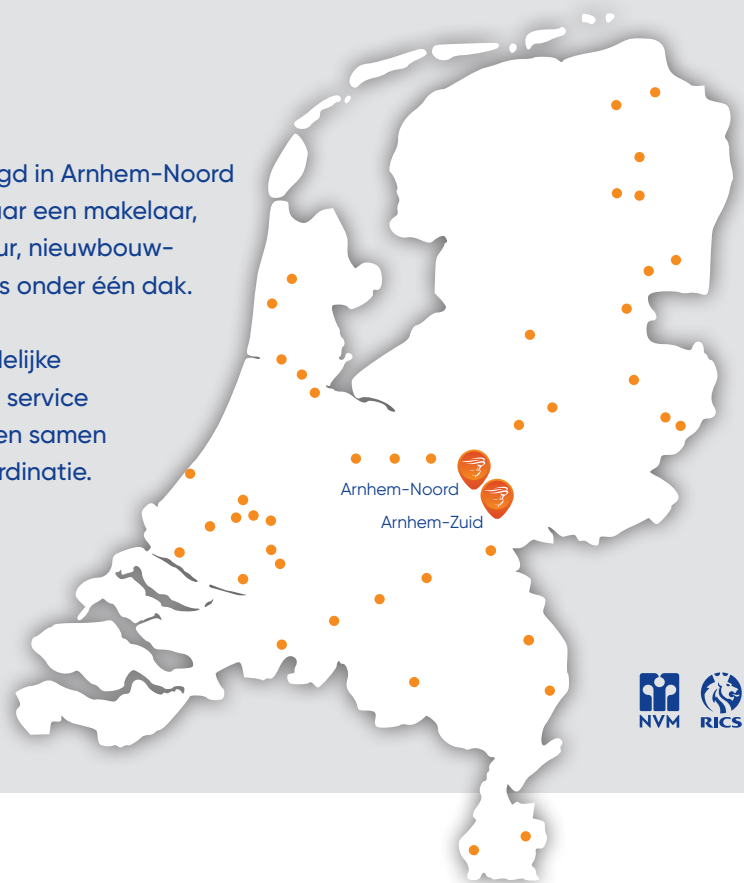 gd in Arnhem-Noord
ar een makelaar,
ur, nieuwbouw-
s onder één dak.
delijke
service
en samen
rdinatie.
Arnhem-Noord
Arnhem-Zuid
NVM RICS